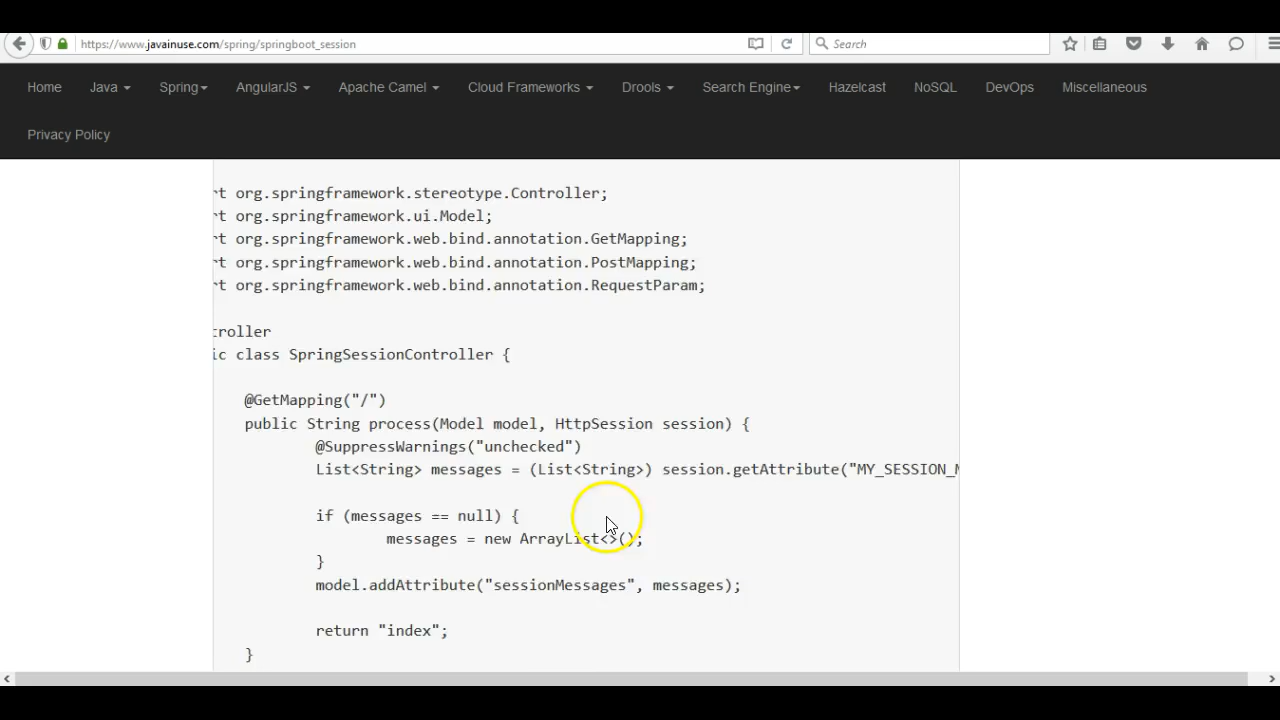 https://www.javainuse.com/spring/springboot_session
Search
Home Java Spring AngularJS Apache Camel Cloud Frameworks Drools Search Engine Hazelcast NoSQL DevOps Miscellaneous
Privacy Policy
rt org.springframework.stereotype.Controller;
rt org.springframework.ui.Model;
rt org.springframework.web.bind.annotation.GetMapping;
rt org.springframework.web.bind.annotation.PostMapping;
rt org.springframework.web.bind.annotation.RequestParam;
troller
ic class SpringSessionController {
@GetMapping("/")
public String process(Model model, HttpSession session) {
@SuppressWarnings("unchecked")
List<String> messages = (List<String>) session.getAttribute("MY_SESSION_M
if (messages == null) {
messages = new ArrayList<>();
}
model.addAttribute("sessionMessages", messages);
return "index";
}